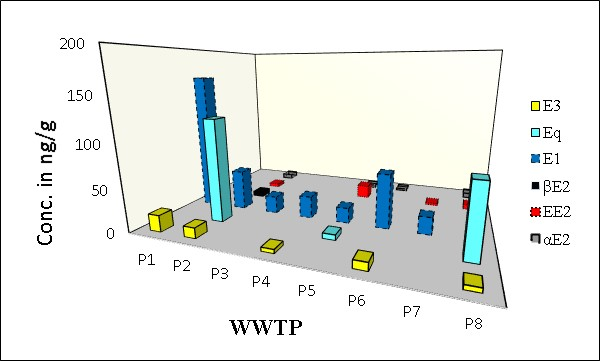 200
150
100
50
0
Conc. in ng/g
P1
P2
P3
P4
P5
P6
P7
P8
WWTP
E3
Eq
E1
βE2
EE2
αE2